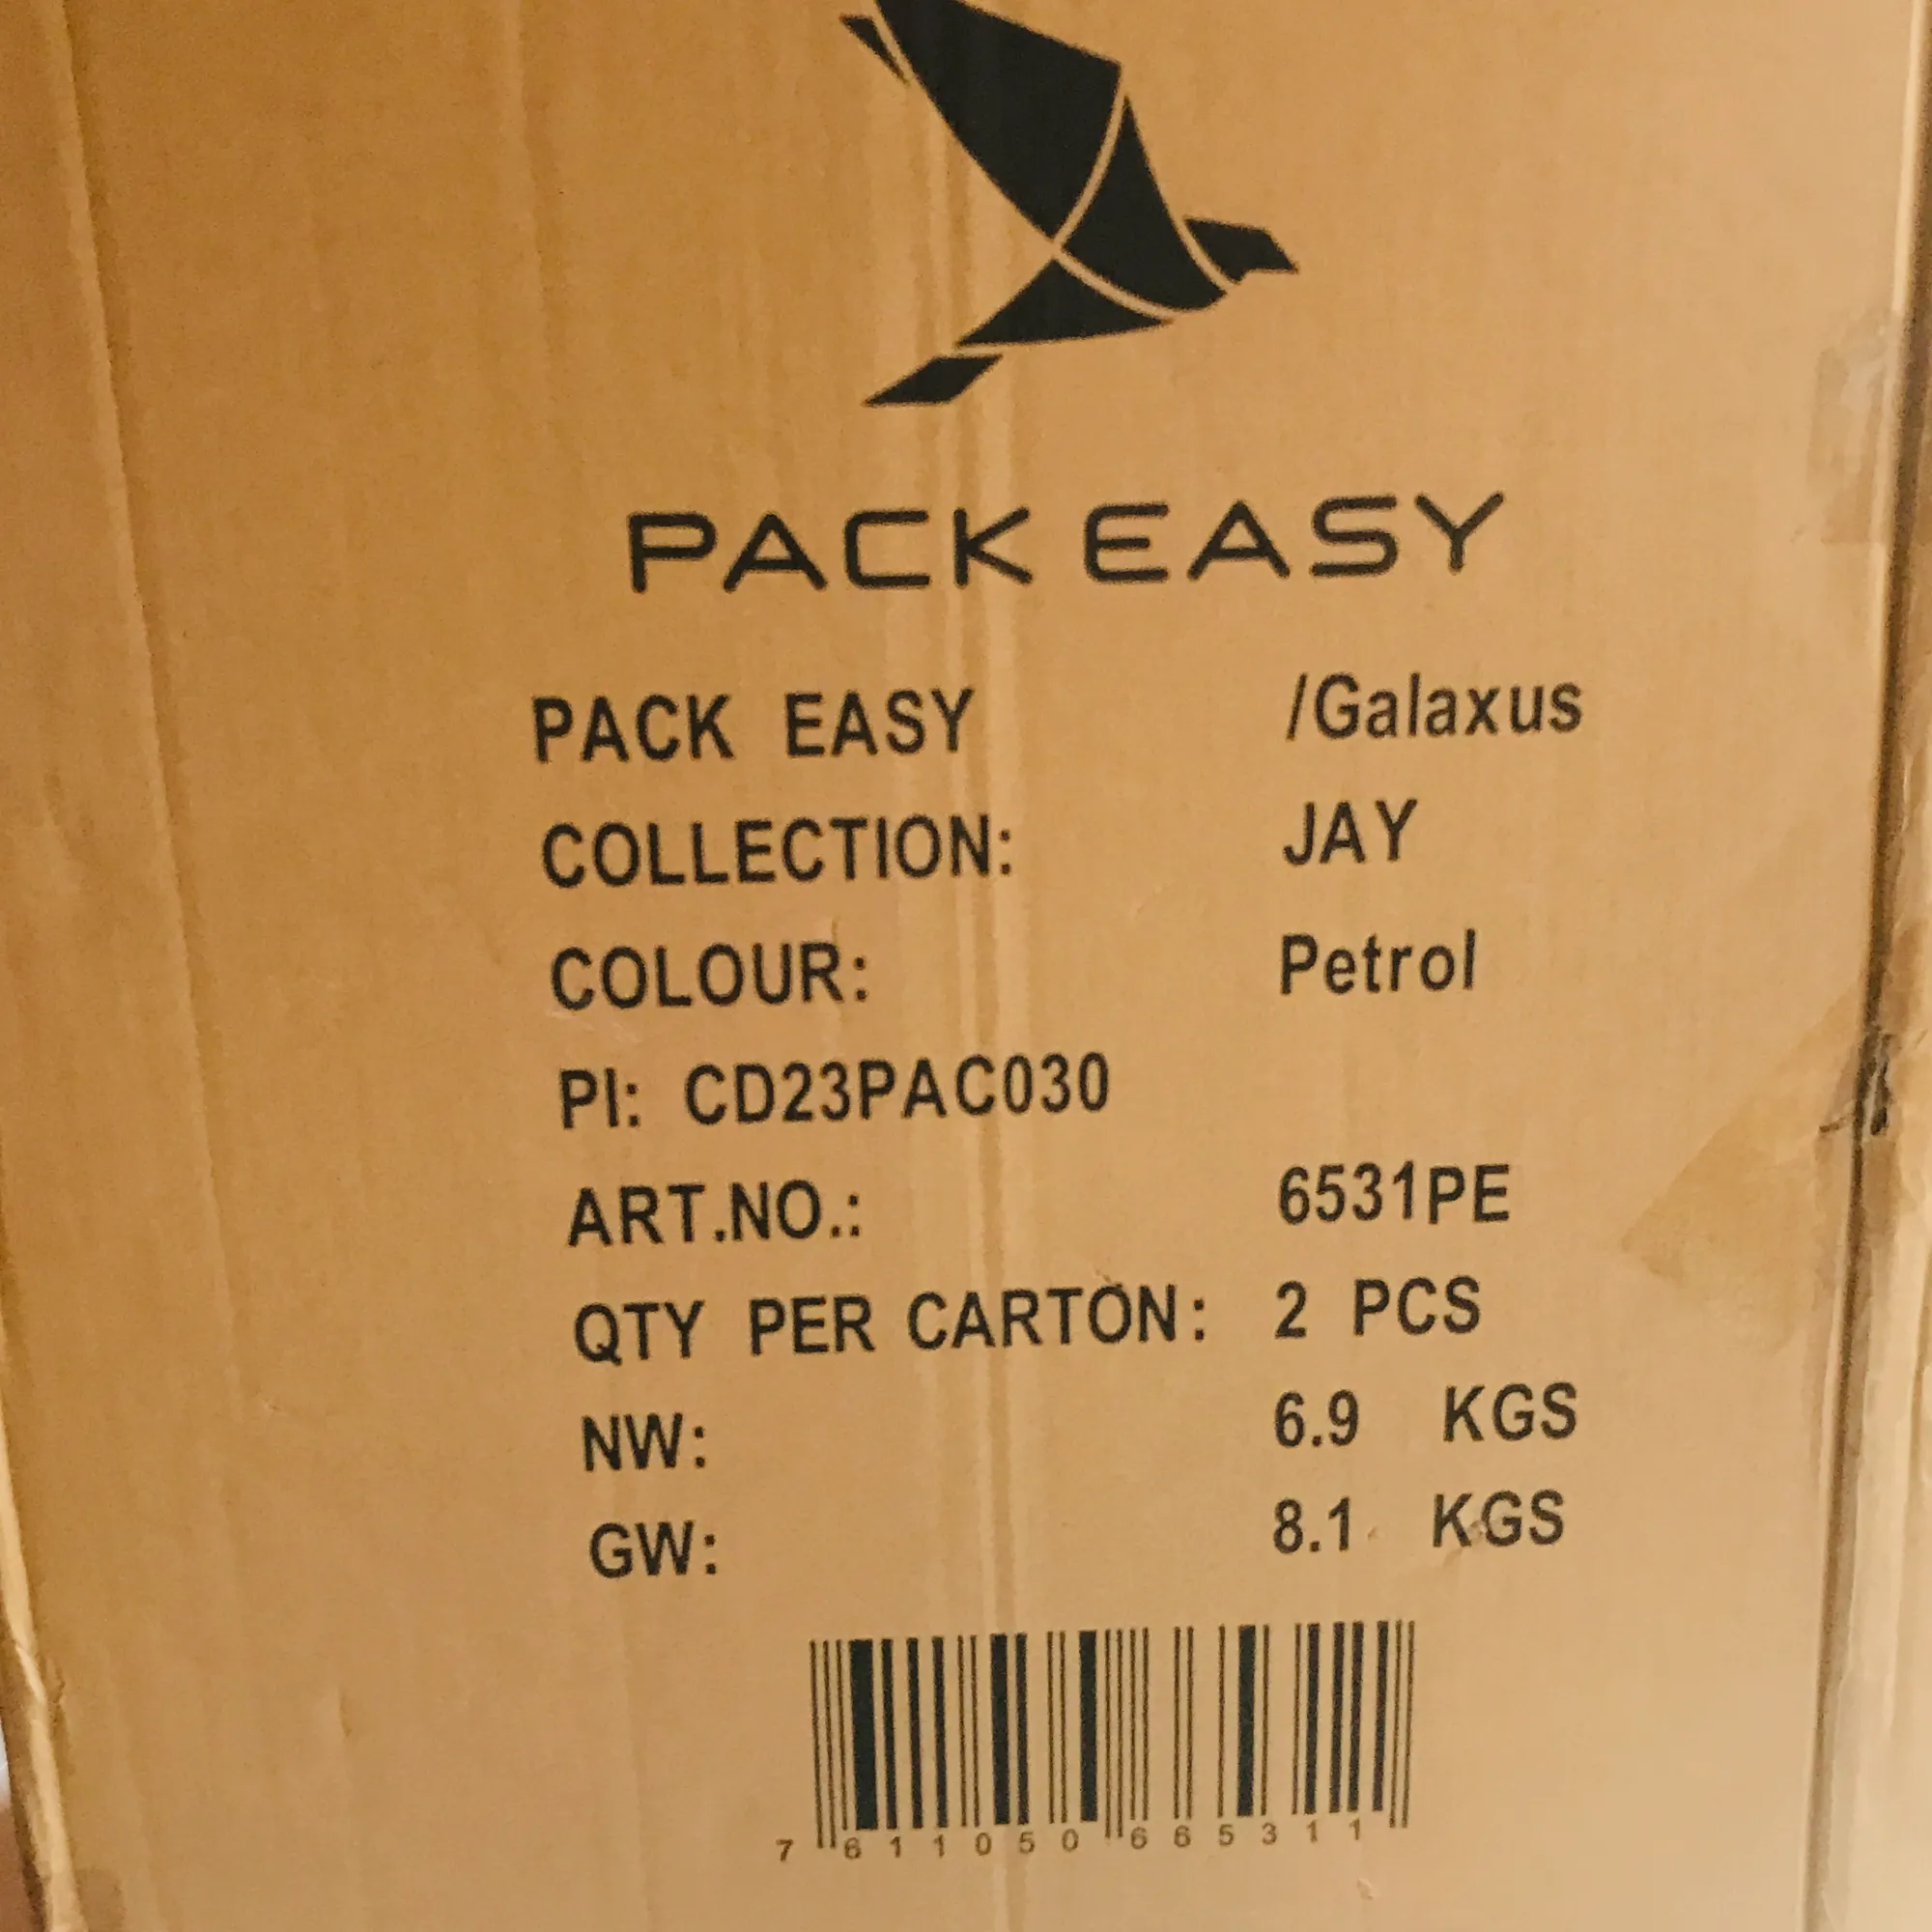 PACK EASY
PACK EASY /Galaxus
COLLECTION: JAY
COLOUR: Petrol
PI: CD23PAC030
ART.NO.: 6531PE
QTY PER CARTON: 2 PCS
NW: 6.9 KGS
GW: 8.1 KGS
7 611050 665311